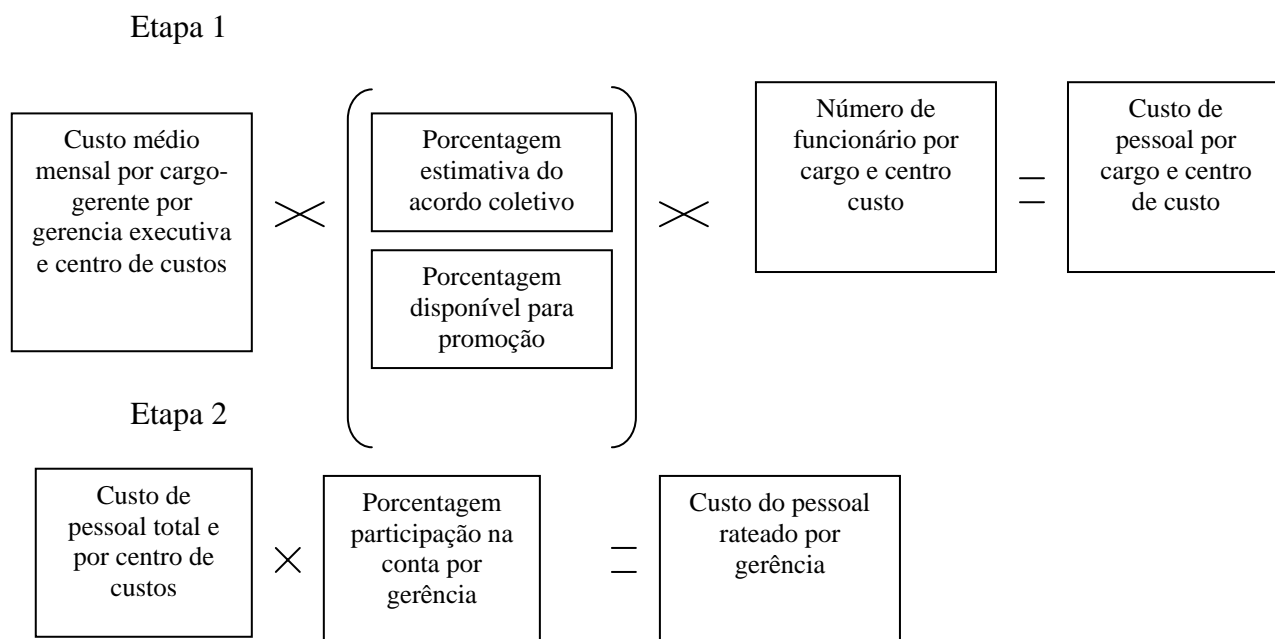 Etapa 1
Custo médio
mensal por cargo-
gerente por
gerencia executiva
e centro de custos
Porcentagem
estimativa do
acordo coletivo
Porcentagem
disponível para
promoção
Número de
funcionário por
cargo e centro
custo
Custo de
pessoal por
cargo e centro
de custo
Etapa 2
Custo de
pessoal total e
por centro de
custos
Porcentagem
participação na
conta por
gerência
Custo do pessoal
rateado por
gerência